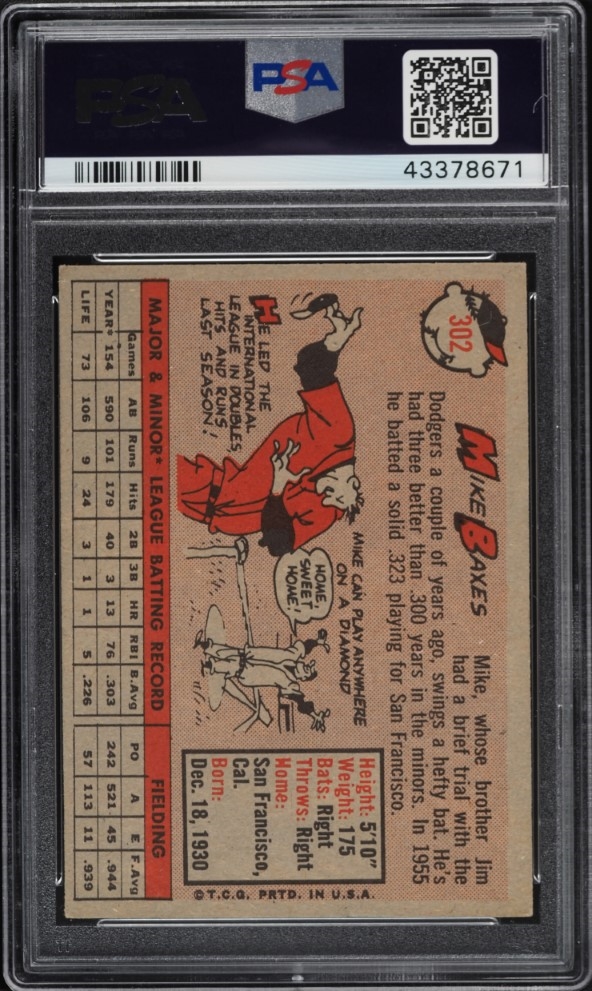 PSA
PSA
43378671
302
MIKE BAXES
Mike, whose brother Jim
had a brief trial with the
Dodgers a couple of years ago, swings a hefty bat. He's
had three better than .300 years in the minors. In 1955
he batted a solid .323 playing for San Francisco.
HE LED THE
INTERNATIONAL
LEAGUE IN DOUBLES,
HITS AND RUNS
LAST SEASON!
MIKE CAN PLAY ANYWHERE
ON A DIAMOND
HOME,
SWEET
HOME!
Height: 5'10"
Weight: 175
Bats: Right
Throws: Right
Home:
San Francisco,
Cal.
Born:
Dec. 18, 1930
©T.C.G. PRTD. IN U.S.A.
MAJOR & MINOR* LEAGUE BATTING RECORD FIELDING
Games AB Runs Hits 2B 3B HR RBI B.Avg PO A E F.Avg
YEAR* 154 590 101 179 40 3 13 76 .303 242 521 45 .944
LIFE 73 106 9 24 3 1 1 5 .226 57 113 11 .939